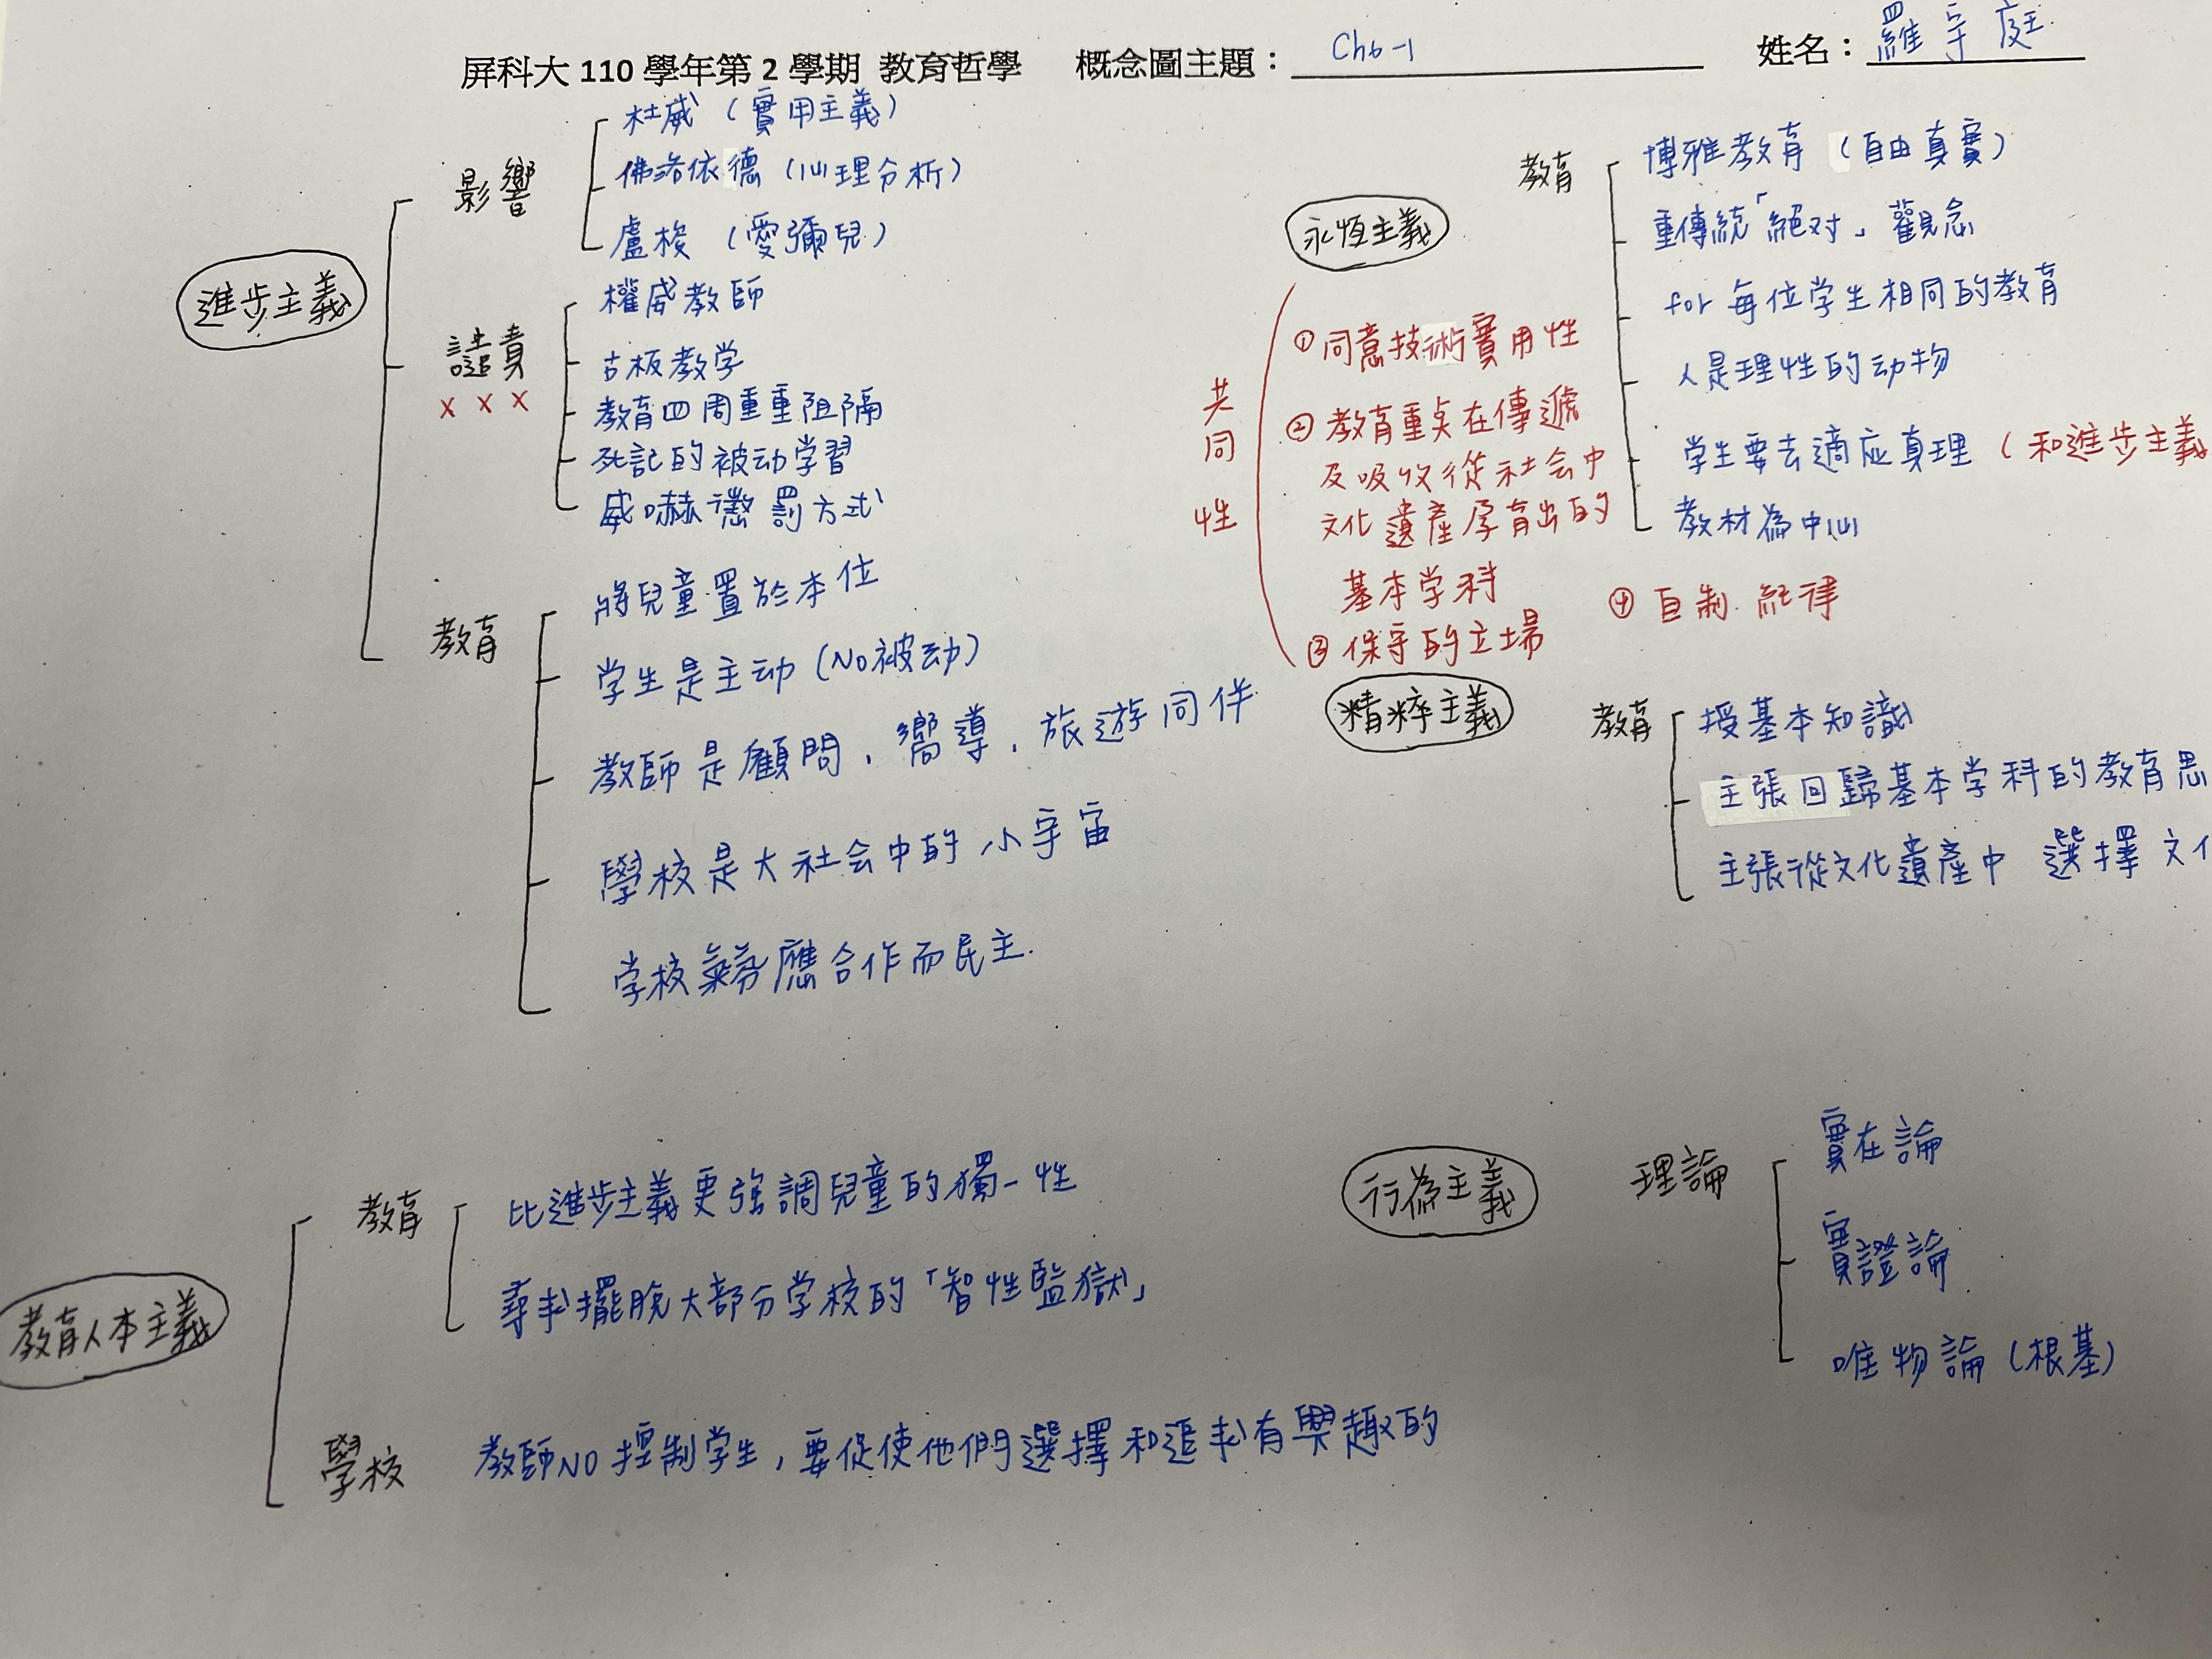 屏科大 110 學年第 2 學期 教育哲學 概念圖主題：Ch6-1 姓名：羅宇庭
進步主義
影響
杜威（實用主義）
佛洛依德（心理分析）
盧梭（愛彌兒）
譴責
x x x
權威教師
古板教学
教育四周重重阻隔
死記的被动学習
威嚇懲罰方式
教育
將兒童置於本位
学生是主动（No被动）
教師是顧問，嚮導，旅遊同伴
學校是大社会中的小宇宙
学校氣氛應合作而民主.
永恆主義
教育
博雅教育（自由真實）
重傳統「絕对」觀念
for 每位学生相同的教育
人是理性的动物
学生要去適应真理（和進步主義
教材為中心
共同性
①同意技術實用性
②教育重点在傳遞
及吸收從社会中
文化遺產孕育出的
基本学科
③保守的立場
④自制.紀律
精粹主義
教育
授基本知識
主張回歸基本学科的教育思
主張從文化遺產中 選擇文
教育人本主義
教育
比進步主義更強調兒童的獨一性
尋求擺脫大部分学校的「智性監獄」
學校
教師NO控制学生，要促使他們選擇和追求有興趣的
行為主義
理論
實在論
實證論
唯物論（根基）